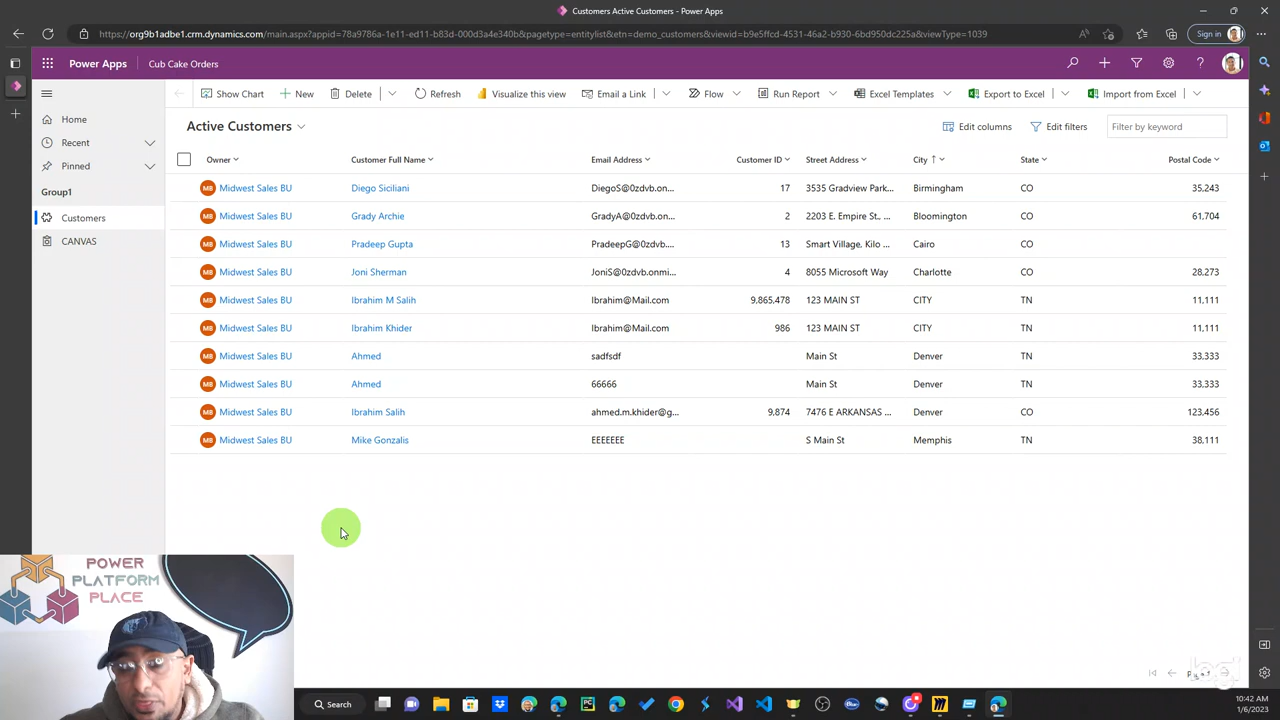 Customers Active Customers - Power Apps
https://org9b1adbe1.crm.dynamics.com/main.aspx?appid=78a9786a-1e11-ed11-b83d-000d3a4e340b&pagetype=entitylist&etn=demo_customers&viewid=b9e5ffcd-4531-46a2-b930-6bd950dc225a&viewType=1039
Sign in
Power Apps Cub Cake Orders
Show Chart New Delete Refresh Visualize this view Email a Link Flow Run Report Excel Templates Export to Excel Import from Excel
Home
Recent
Pinned
Group1
Customers
CANVAS
Active Customers Edit columns Edit filters Filter by keyword
Owner Customer Full Name Email Address Customer ID Street Address City ↑ State Postal Code
MB Midwest Sales BU Diego Siciliani DiegoS@0zdvb.on... 17 3535 Gradview Park... Birmingham CO 35,243
MB Midwest Sales BU Grady Archie GradyA@0zdvb.on... 2 2203 E. Empire St., ... Bloomington CO 61,704
MB Midwest Sales BU Pradeep Gupta PradeepG@0zdvb.... 13 Smart Village, Kilo ... Cairo CO
MB Midwest Sales BU Joni Sherman JoniS@0zdvb.onmi... 4 8055 Microsoft Way Charlotte CO 28,273
MB Midwest Sales BU Ibrahim M Salih Ibrahim@Mail.com 9,865,478 123 MAIN ST CITY TN 11,111
MB Midwest Sales BU Ibrahim Khider Ibrahim@Mail.com 986 123 MAIN ST CITY TN 11,111
MB Midwest Sales BU Ahmed sadfsdf Main St Denver TN 33,333
MB Midwest Sales BU Ahmed 66666 Main St Denver TN 33,333
MB Midwest Sales BU Ibrahim Salih ahmed.m.khider@g... 9,874 7476 E ARKANSAS ... Denver CO 123,456
MB Midwest Sales BU Mike Gonzalis EEEEEEE S Main St Memphis TN 38,111
POWER
PLATFORM
PLACE
Search
10:42 AM
1/6/2023